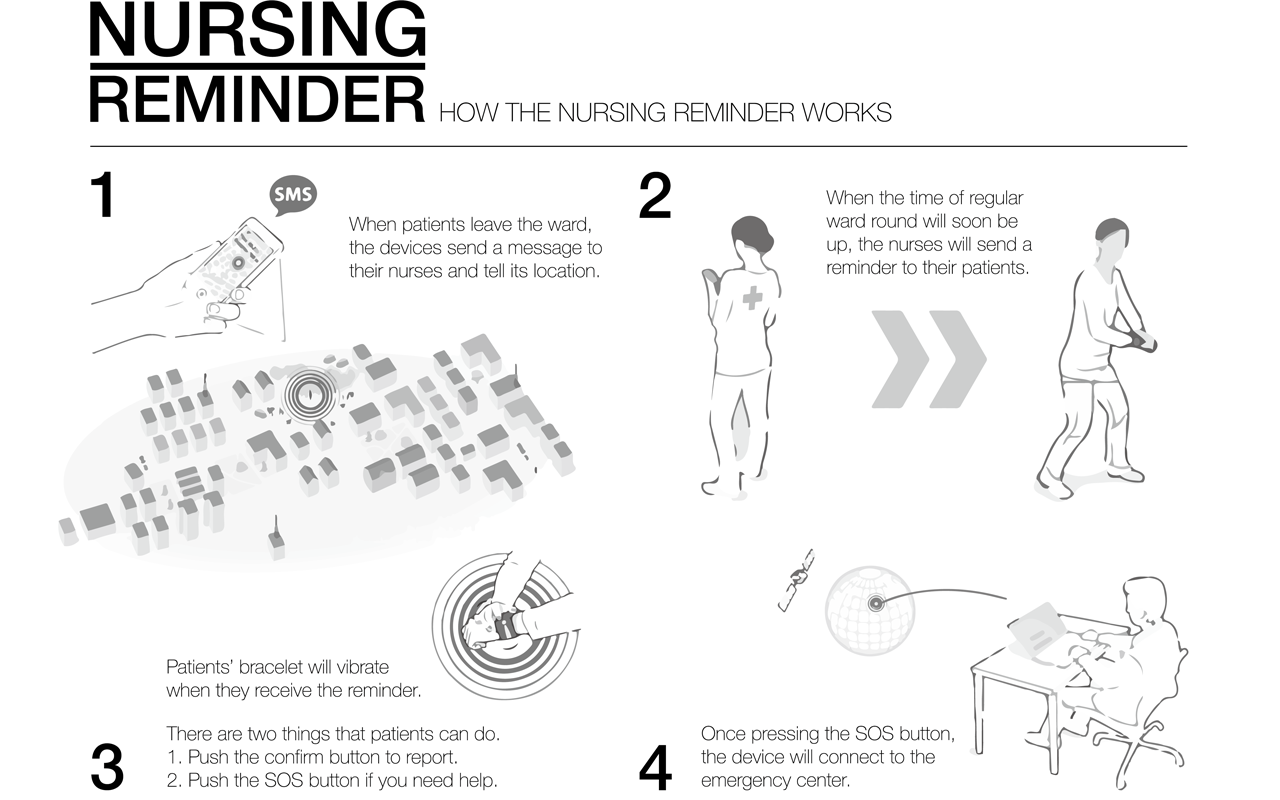 NURSING
REMINDER HOW THE NURSING REMINDER WORKS
1
SMS
When patients leave the ward,
the devices send a message to
their nurses and tell its location.
2
When the time of regular
ward round will soon be
up, the nurses will send a
reminder to their patients.
Patients’ bracelet will vibrate
when they receive the reminder.
There are two things that patients can do.
1. Push the confirm button to report.
2. Push the SOS button if you need help.
3
Once pressing the SOS button,
the device will connect to the
emergency center.
4